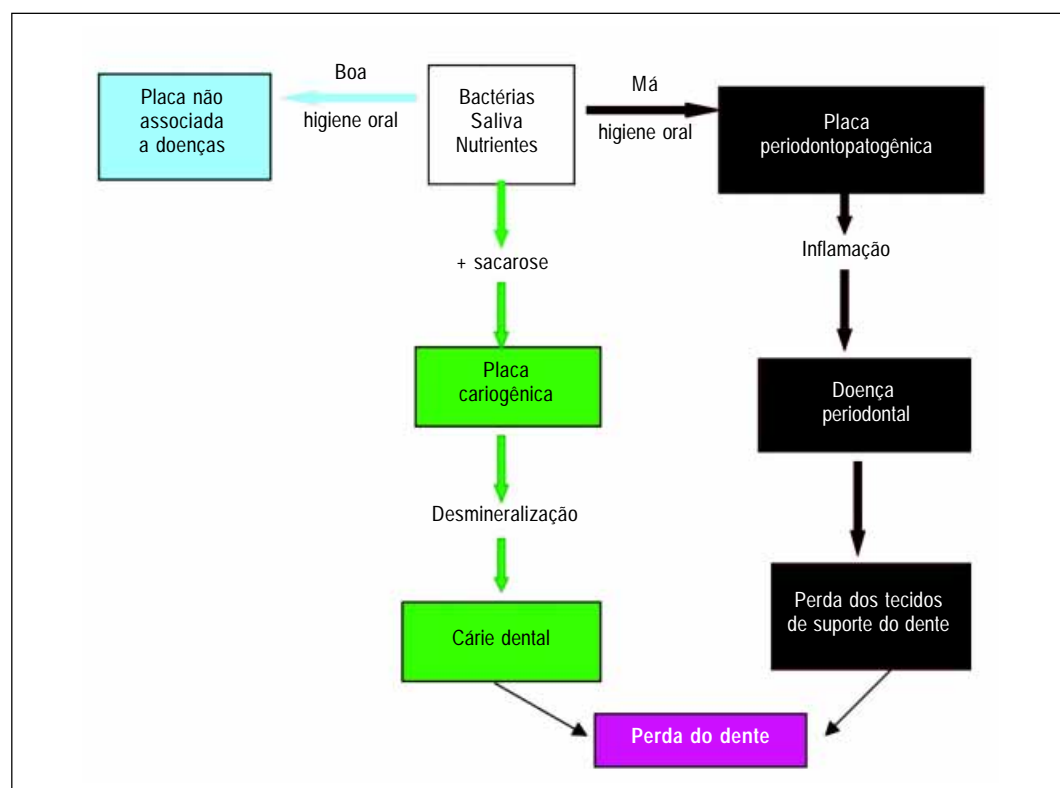 Placa não
associada
a doenças
Boa
higiene oral
Bactérias
Saliva
Nutrientes
Má
higiene oral
Placa
periodontopatogênica
+ sacarose
Inflamação
Placa
cariogênica
Doença
periodontal
Desmineralização
Cárie dental
Perda dos tecidos
de suporte do dente
Perda do dente